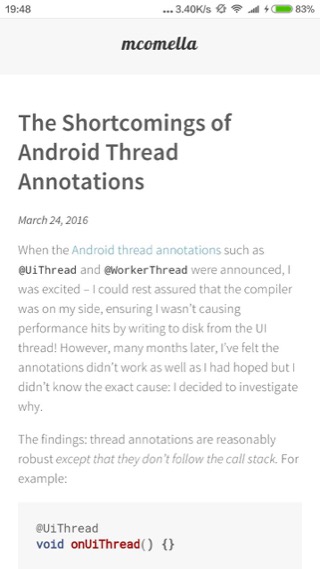 19:48 ... 3.40K/s 83%
mcomella
The Shortcomings of
Android Thread
Annotations
March 24, 2016
When the Android thread annotations such as
@UiThread and @WorkerThread were announced, I
was excited – I could rest assured that the compiler
was on my side, ensuring I wasn't causing
performance hits by writing to disk from the UI
thread! However, many months later, I've felt the
annotations didn't work as well as I had hoped but I
didn't know the exact cause: I decided to investigate
why.
The findings: thread annotations are reasonably
robust except that they don't follow the call stack. For
example:
@UiThread
void onUiThread() {}